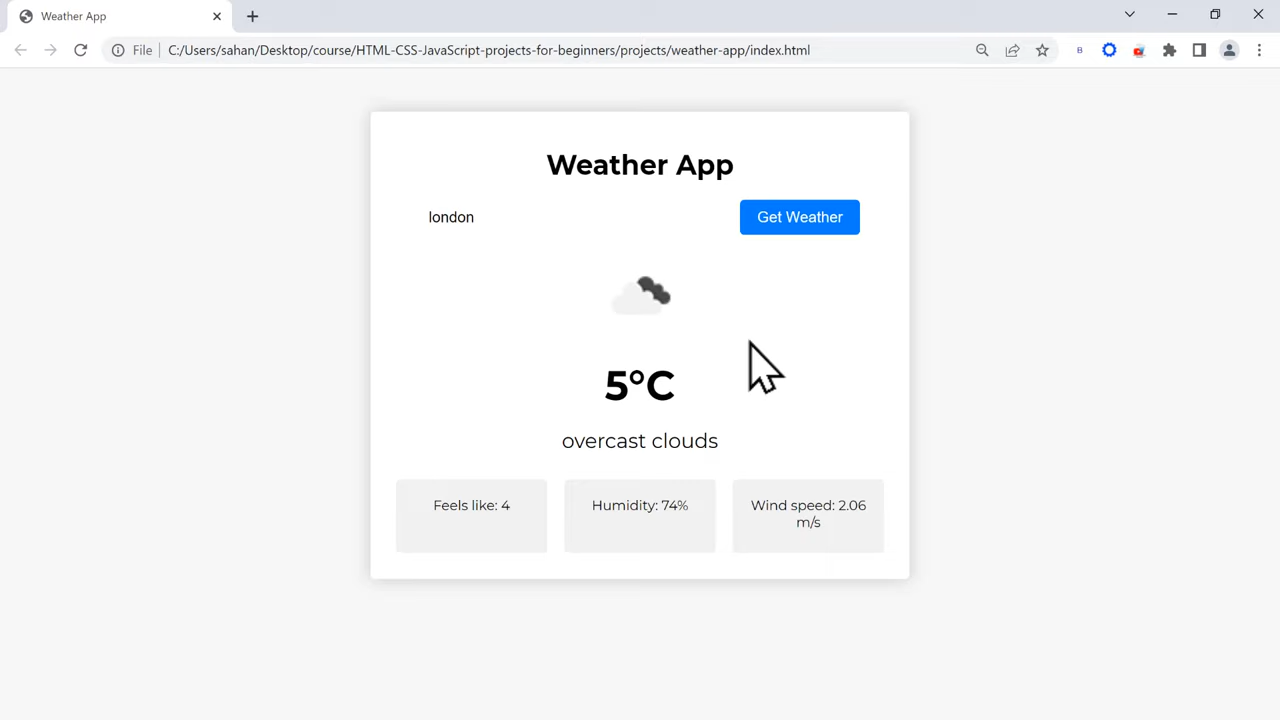 Weather App
File
C:/Users/sahan/Desktop/course/HTML-CSS-JavaScript-projects-for-beginners/projects/weather-app/index.html
B
Weather App
london
Get Weather
5°C
overcast clouds
Feels like: 4
Humidity: 74%
Wind speed: 2.06
m/s